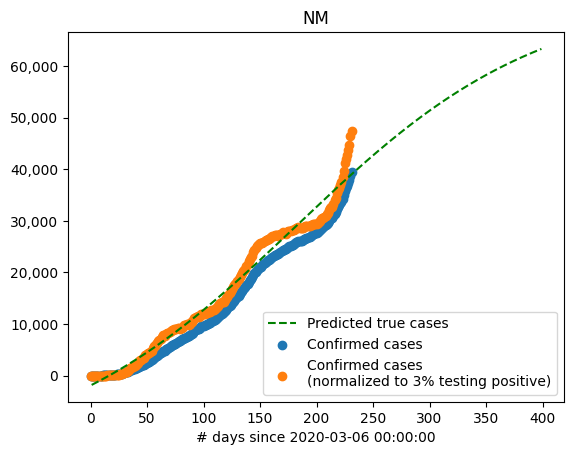 NM
60,000
50,000
40,000
30,000
20,000
10,000
0
Predicted true cases
Confirmed cases
Confirmed cases
(normalized to 3% testing positive)
0 50 100 150 200 250 300 350 400
# days since 2020-03-06 00:00:00